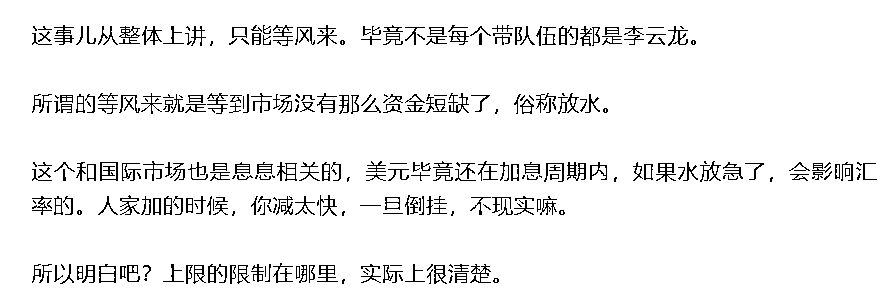 这事儿从整体上讲，只能等风来。毕竟不是每个带队伍的都是李云龙。
所谓的等风来就是等到市场没有那么资金短缺了，俗称放水。
这个和国际市场也是息息相关的，美元毕竟还在加息周期内，如果水放急了，会影响汇
率的。人家加的时候，你减太快，一旦倒挂，不现实嘛。
所以明白吧？上限的限制在哪里，实际上很清楚。